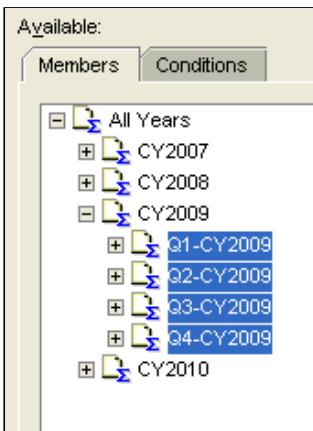 Available:
Members Conditions
All Years
CY2007
CY2008
CY2009
Q1-CY2009
Q2-CY2009
Q3-CY2009
Q4-CY2009
CY2010